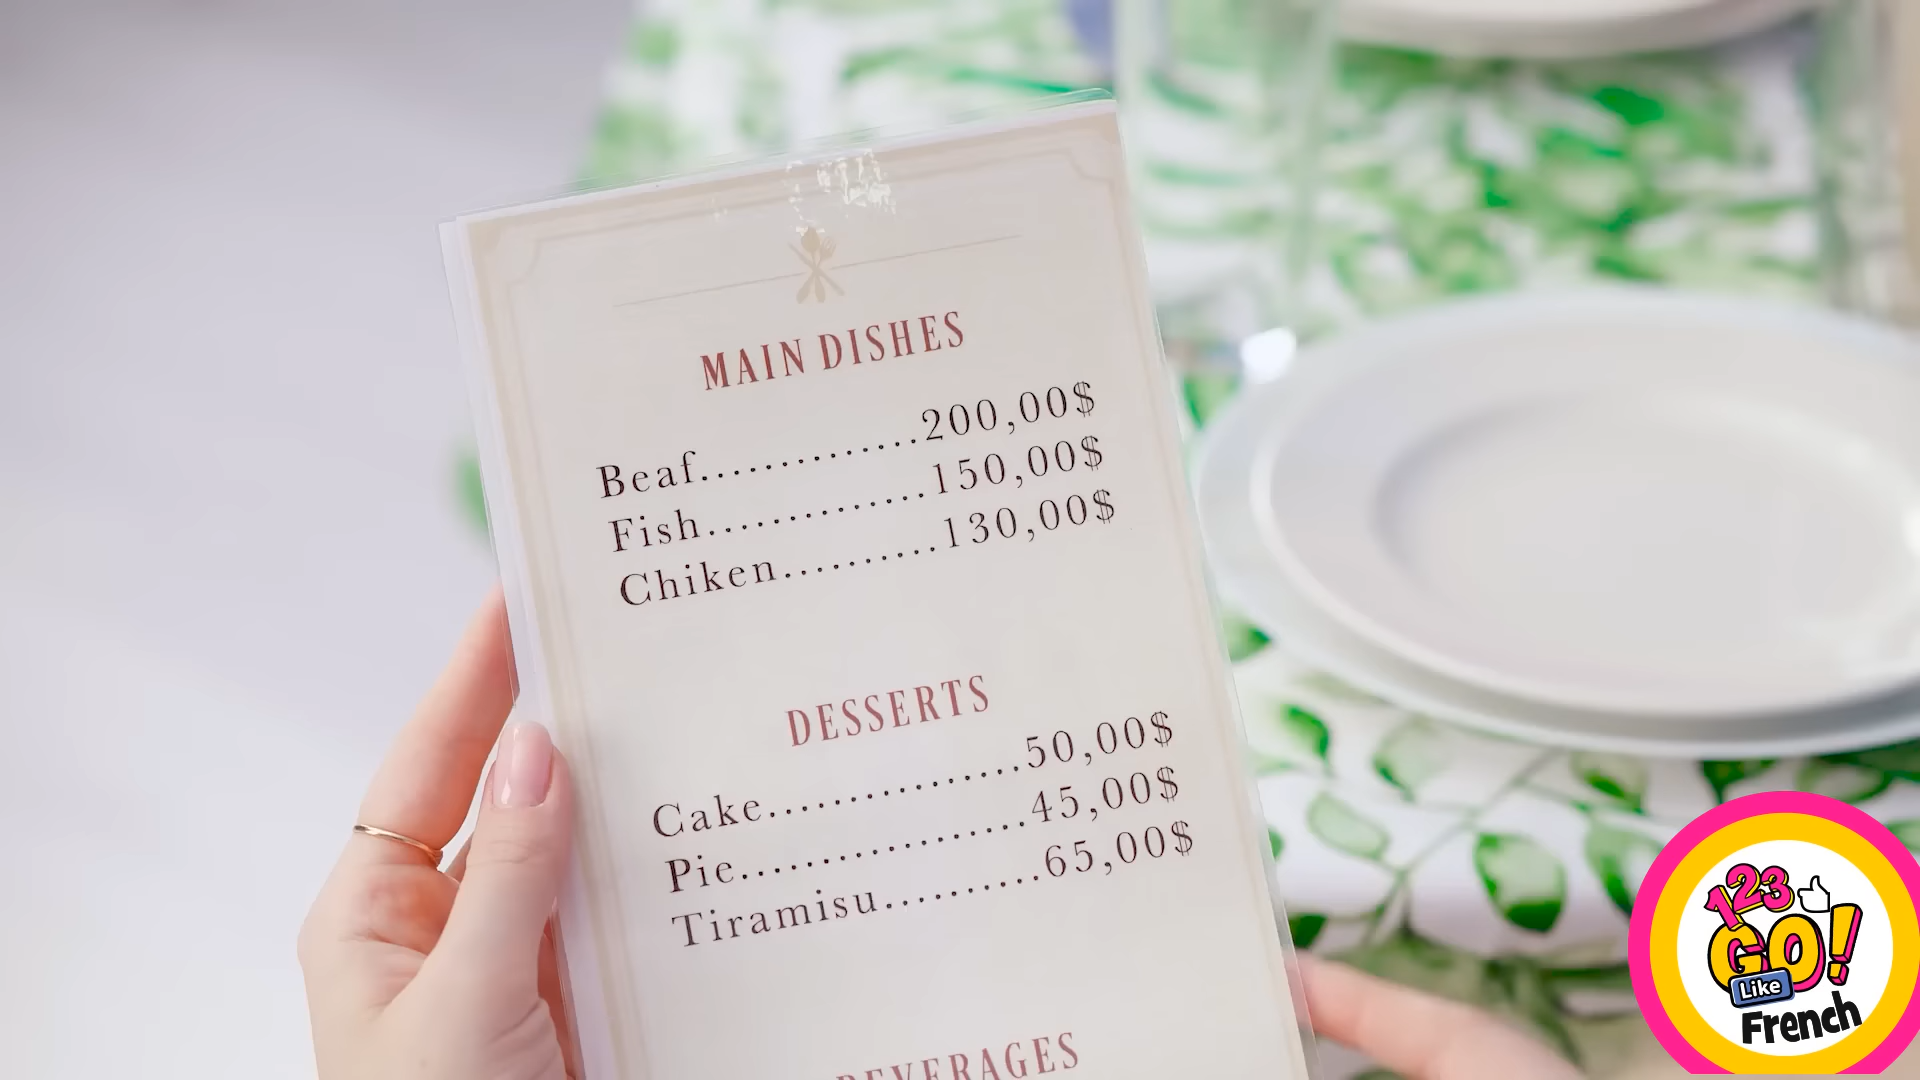 MAIN DISHES
Beaf.............200,00$
Fish..............150,00$
Chiken..........130,00$
DESSERTS
Cake................50,00$
Pie..................45,00$
Tiramisu..........65,00$
BEVERAGES
123
GO!
Like
French